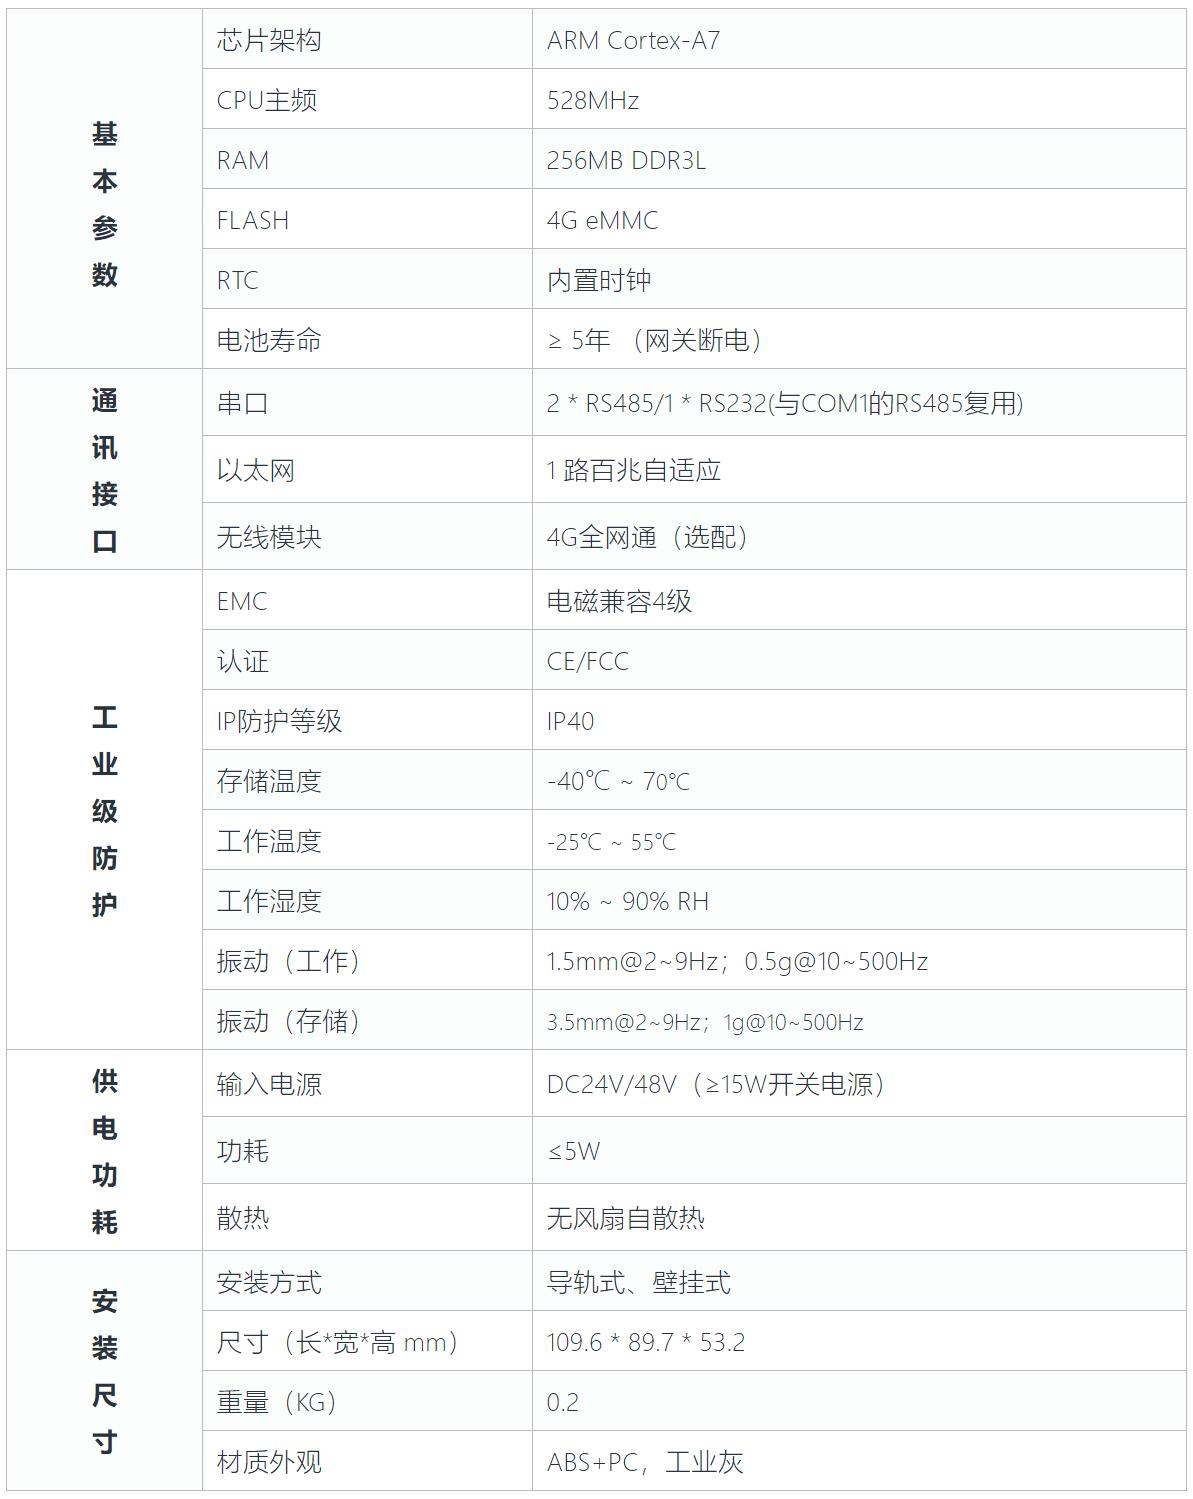 基本参数
芯片架构 ARM Cortex-A7
CPU主频 528MHz
RAM 256MB DDR3L
FLASH 4G eMMC
RTC 内置时钟
电池寿命 ≥ 5年 （网关断电）
通讯接口
串口 2 * RS485/1 * RS232(与COM1的RS485复用)
以太网 1 路百兆自适应
无线模块 4G全网通（选配）
工业级防护
EMC 电磁兼容4级
认证 CE/FCC
IP防护等级 IP40
存储温度 -40℃ ~ 70℃
工作温度 -25℃ ~ 55℃
工作湿度 10% ~ 90% RH
振动（工作） 1.5mm@2~9Hz；0.5g@10~500Hz
振动（存储） 3.5mm@2~9Hz；1g@10~500Hz
供电功耗
输入电源 DC24V/48V（≥15W开关电源）
功耗 ≤5W
散热 无风扇自散热
安装尺寸
安装方式 导轨式、壁挂式
尺寸（长*宽*高 mm） 109.6 * 89.7 * 53.2
重量（KG） 0.2
材质外观 ABS+PC，工业灰